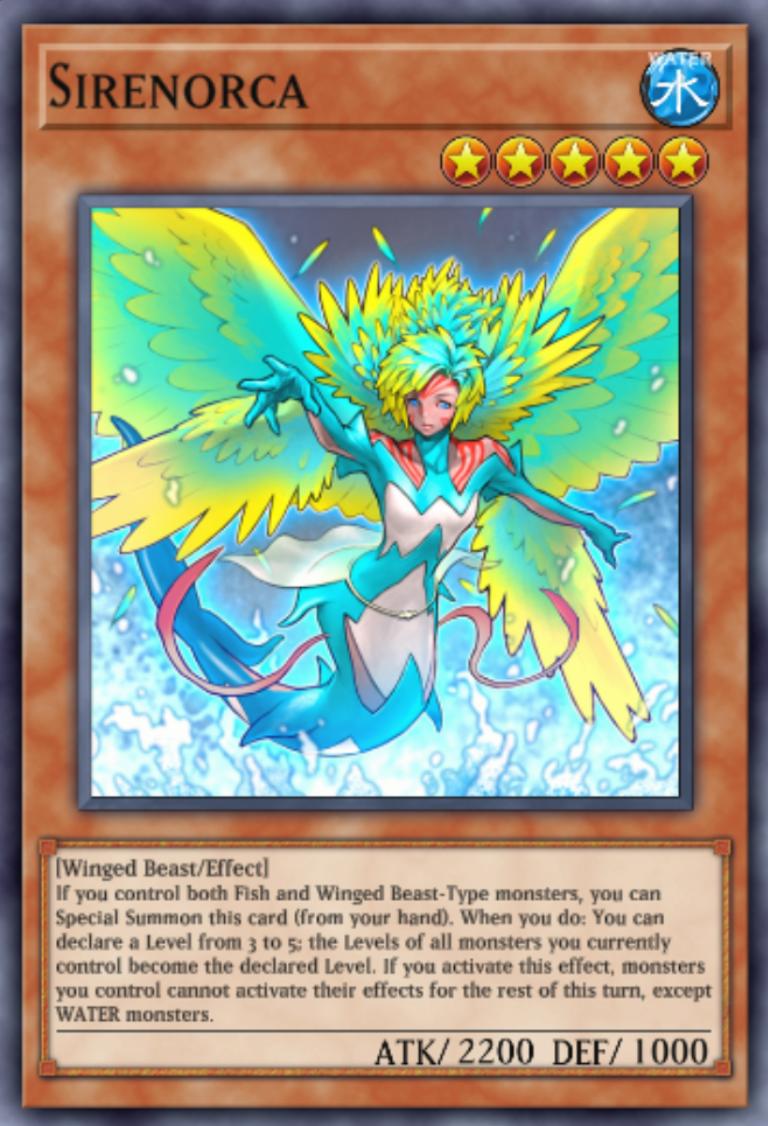 SIRENORCA
WATER
水
[Winged Beast/Effect]
If you control both Fish and Winged Beast-Type monsters, you can
Special Summon this card (from your hand). When you do: You can
declare a Level from 3 to 5; the Levels of all monsters you currently
control become the declared Level. If you activate this effect, monsters
you control cannot activate their effects for the rest of this turn, except
WATER monsters.
ATK/ 2200 DEF/ 1000